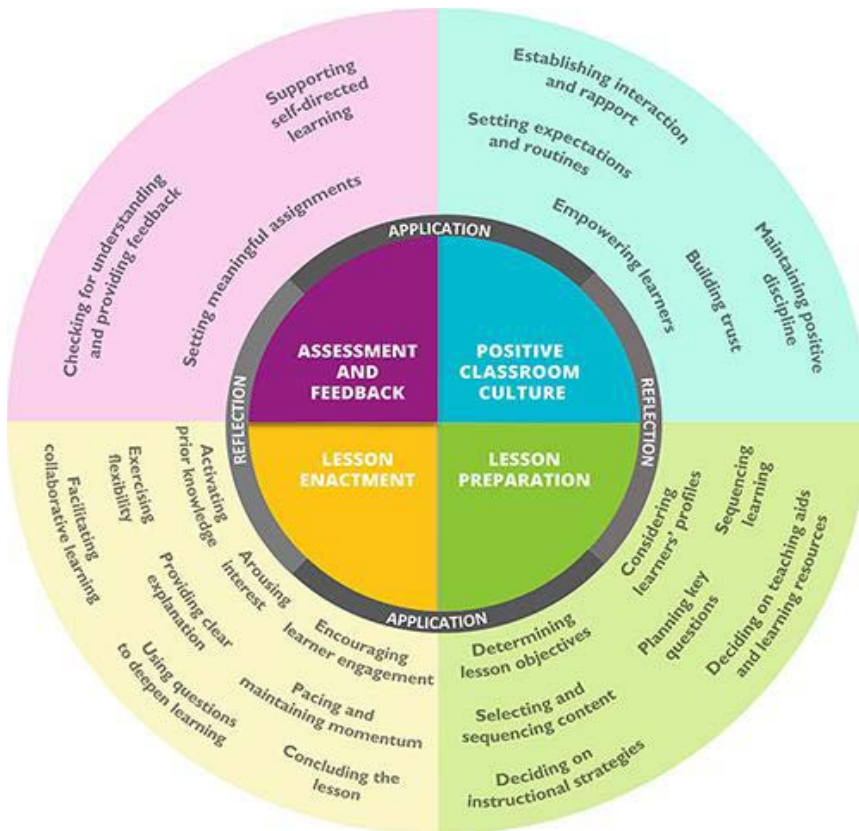 Supporting
self-directed
learning
Checking for understanding
and providing feedback
Setting meaningful assignments
Establishing interaction
and rapport
Setting expectations
and routines
Empowering learners
Building trust
Maintaining positive
discipline
APPLICATION
REFLECTION
REFLECTION
APPLICATION
ASSESSMENT
AND
FEEDBACK
POSITIVE
CLASSROOM
CULTURE
LESSON
ENACTMENT
LESSON
PREPARATION
Activating
prior knowledge
Exercising
flexibility
Facilitating
collaborative learning
Arousing
interest
Providing clear
explanation
Using questions
to deepen learning
Encouraging
learner engagement
Pacing and
maintaining momentum
Concluding the
lesson
Considering
learners' profiles
Sequencing
learning
Deciding on teaching aids
and learning resources
Planning key
questions
Determining
lesson objectives
Selecting and
sequencing content
Deciding on
instructional strategies